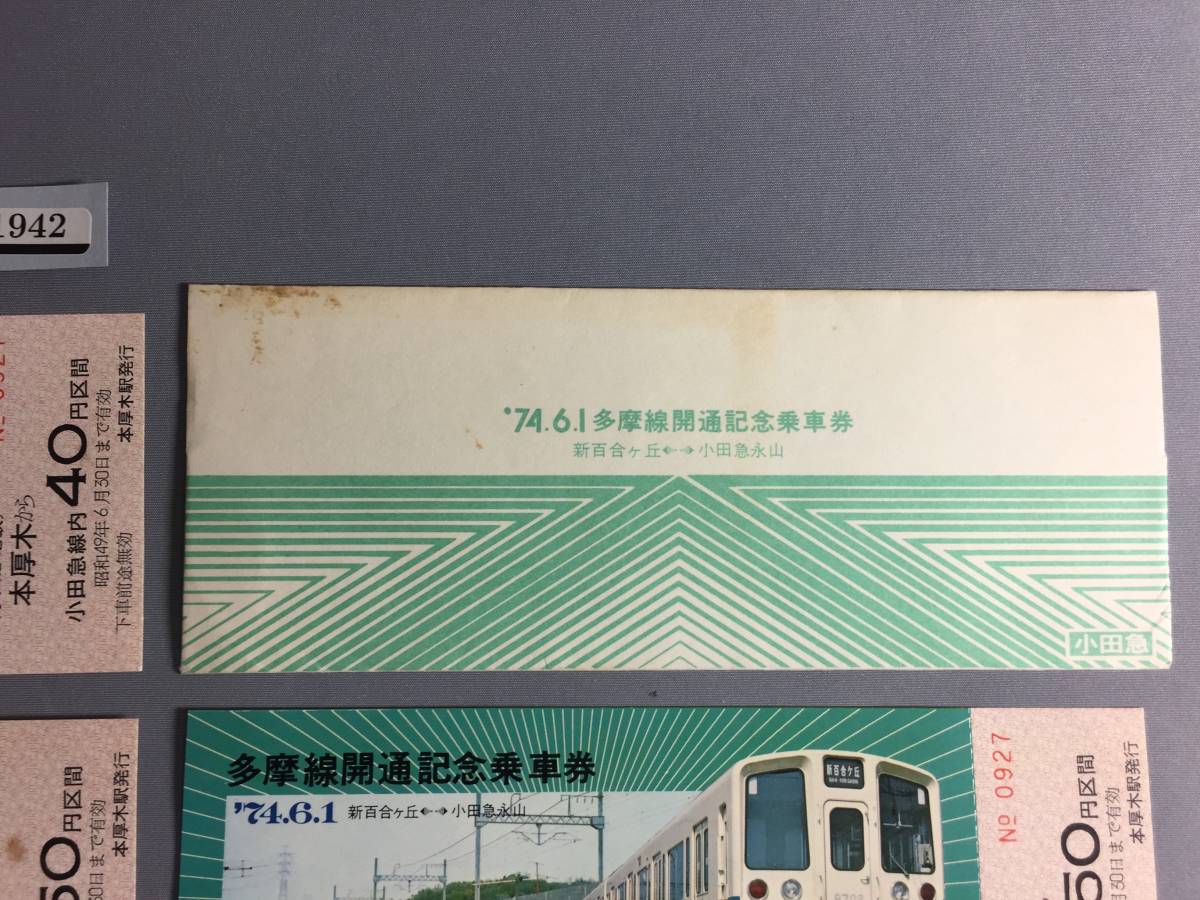 1942
本厚木から
小田急線内40円区間
昭和49年6月30日まで有効
下車前途無効
本厚木駅発行
'74.6.1多摩線開通記念乗車券
新百合ヶ丘←→小田急永山
小田急
50円区間
30日まで有効
本厚木駅発行
多摩線開通記念乗車券
'74.6.1 新百合ヶ丘←→小田急永山
新百合ヶ丘
№ 0927
50円区間
月30日まで有効
本厚木駅発行